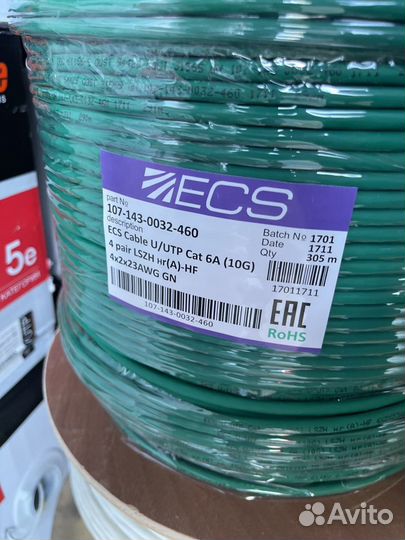 ECS
part №
107-143-0032-460
description
ECS Cable U/UTP Cat 6A (10G)
4 pair LSZH нг(A)-HF
4x2x23AWG GN
Batch № 1701
Date 1711
Qty 305 m
17011711
107-143-0032-460
EAC
RoHS
5e
КАТЕГОРИЯ
Avito